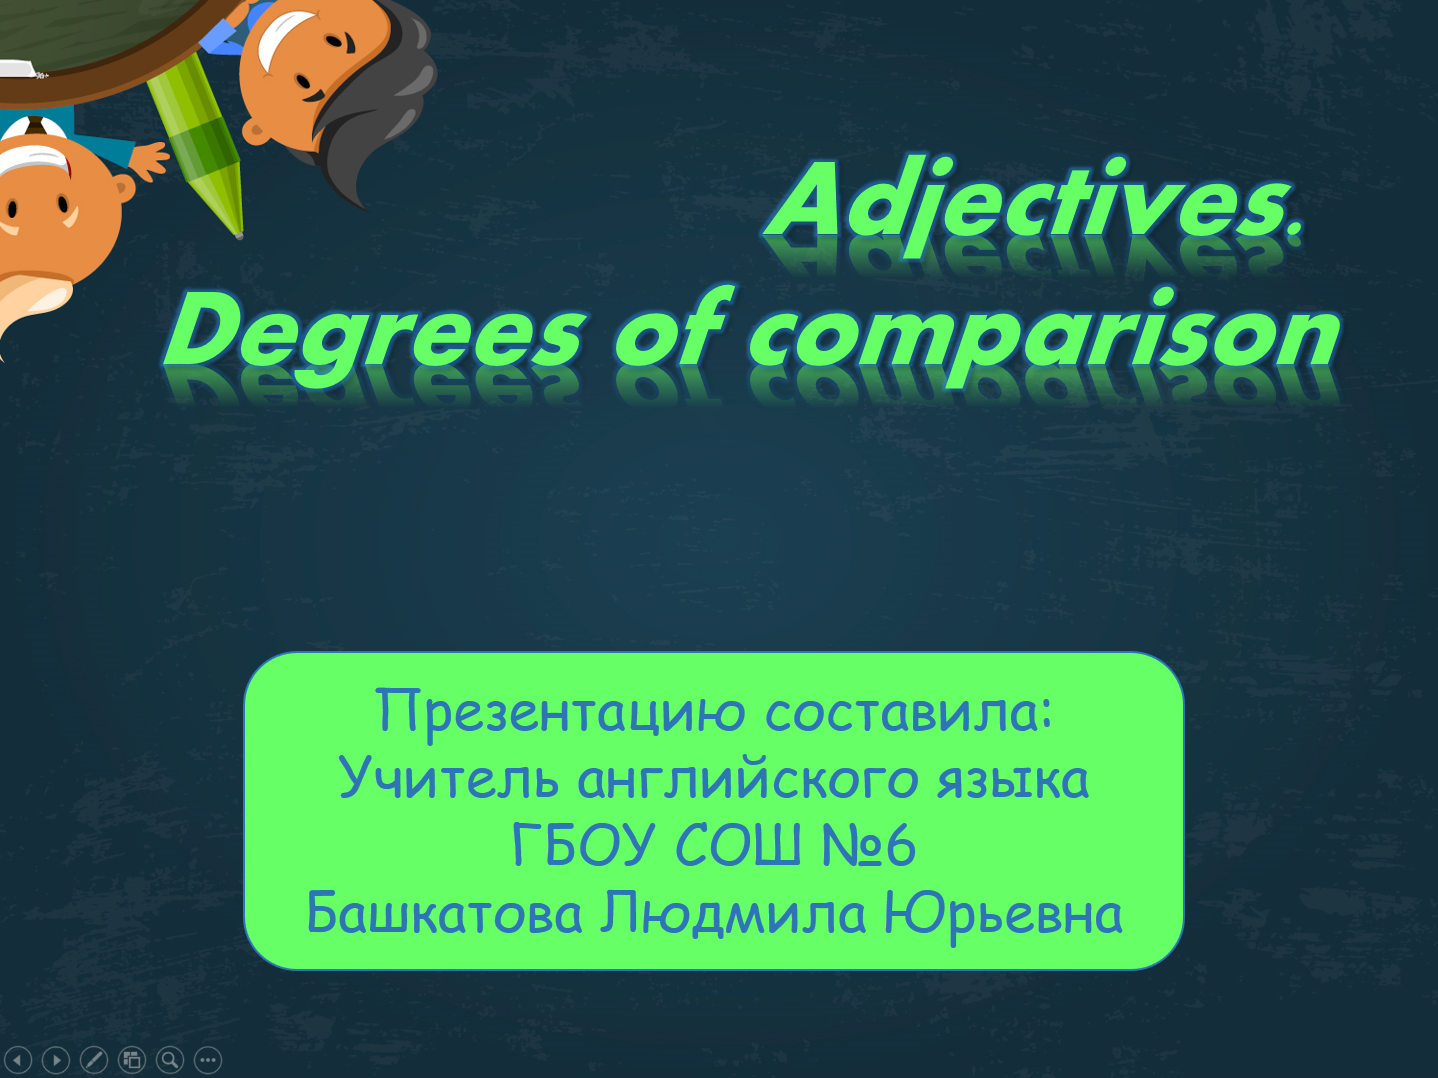 Adjectives.
Degrees of comparison
Презентацию составила:
Учитель английского языка
ГБОУ СОШ №6
Башкатова Людмила Юрьевна